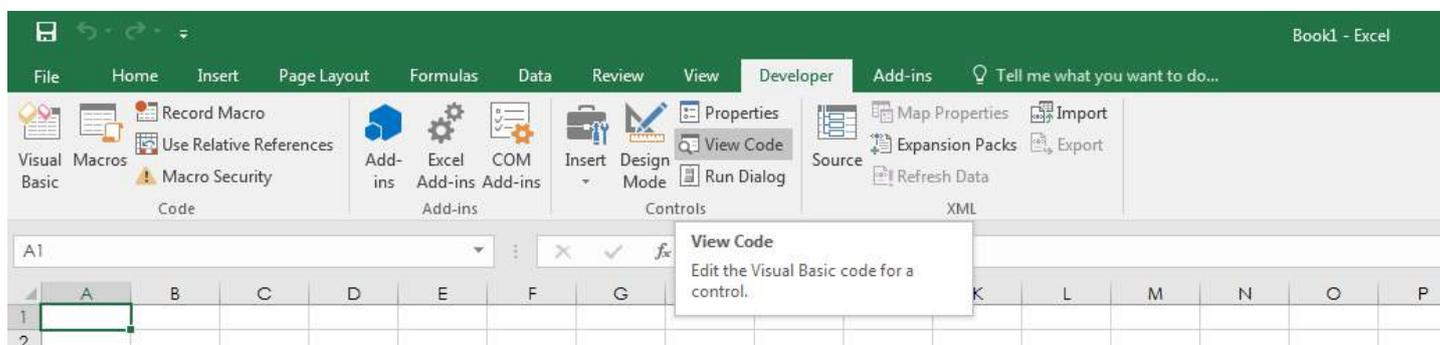 Book1 - Excel
File Home Insert Page Layout Formulas Data Review View Developer Add-ins Tell me what you want to do...
Visual Basic
Macros
Record Macro
Use Relative References
Macro Security
Code
Add-ins
Excel Add-ins
COM Add-ins
Add-ins
Insert
Design Mode
Properties
View Code
Run Dialog
Controls
Source
Map Properties
Expansion Packs
Refresh Data
Import
Export
XML
A1
fx
View Code
Edit the Visual Basic code for a
control.
A B C D E F G K L M N O P
1
2